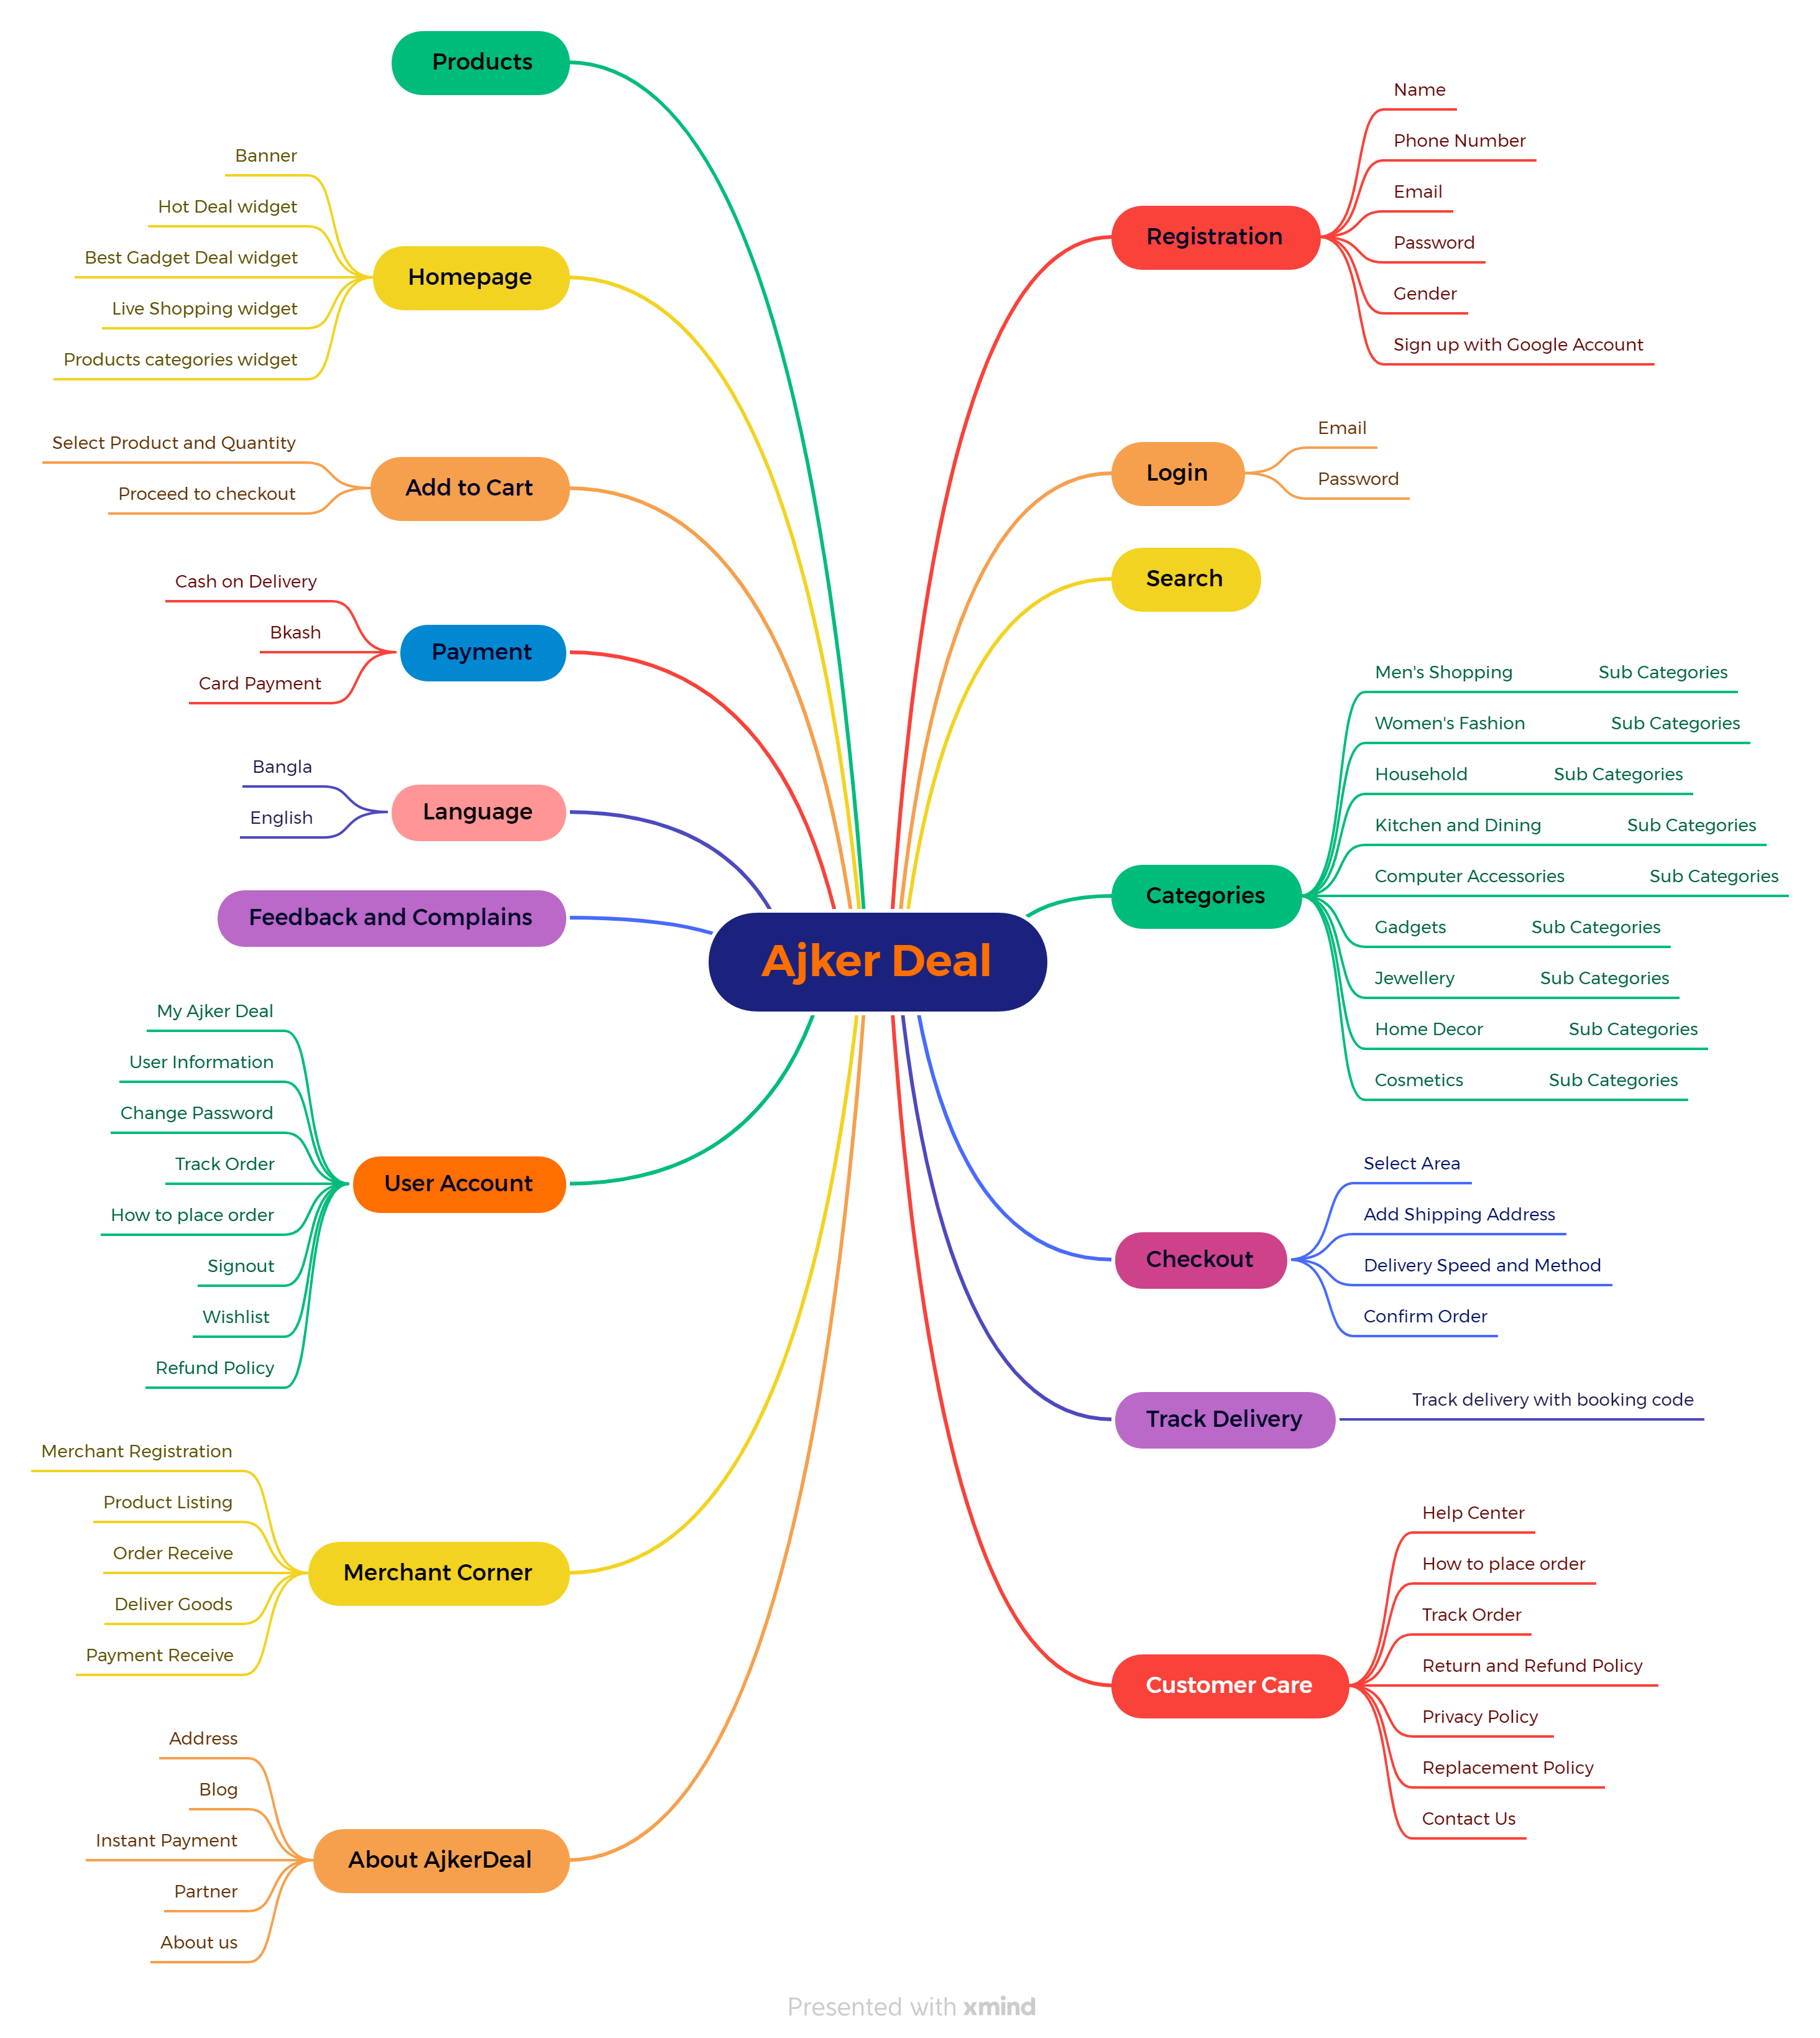 Ajker Deal
Registration
Name
Phone Number
Email
Password
Gender
Sign up with Google Account
Login
Email
Password
Search
Categories
Men's Shopping
Sub Categories
Women's Fashion
Sub Categories
Household
Sub Categories
Kitchen and Dining
Sub Categories
Computer Accessories
Sub Categories
Gadgets
Sub Categories
Jewellery
Sub Categories
Home Decor
Sub Categories
Cosmetics
Sub Categories
Checkout
Select Area
Add Shipping Address
Delivery Speed and Method
Confirm Order
Track Delivery
Track delivery with booking code
Customer Care
Help Center
How to place order
Track Order
Return and Refund Policy
Privacy Policy
Replacement Policy
Contact Us
Products
Homepage
Banner
Hot Deal widget
Best Gadget Deal widget
Live Shopping widget
Products categories widget
Add to Cart
Select Product and Quantity
Proceed to checkout
Payment
Cash on Delivery
Bkash
Card Payment
Language
Bangla
English
Feedback and Complains
User Account
My Ajker Deal
User Information
Change Password
Track Order
How to place order
Signout
Wishlist
Refund Policy
Merchant Corner
Merchant Registration
Product Listing
Order Receive
Deliver Goods
Payment Receive
About AjkerDeal
Address
Blog
Instant Payment
Partner
About us
Presented with xmind